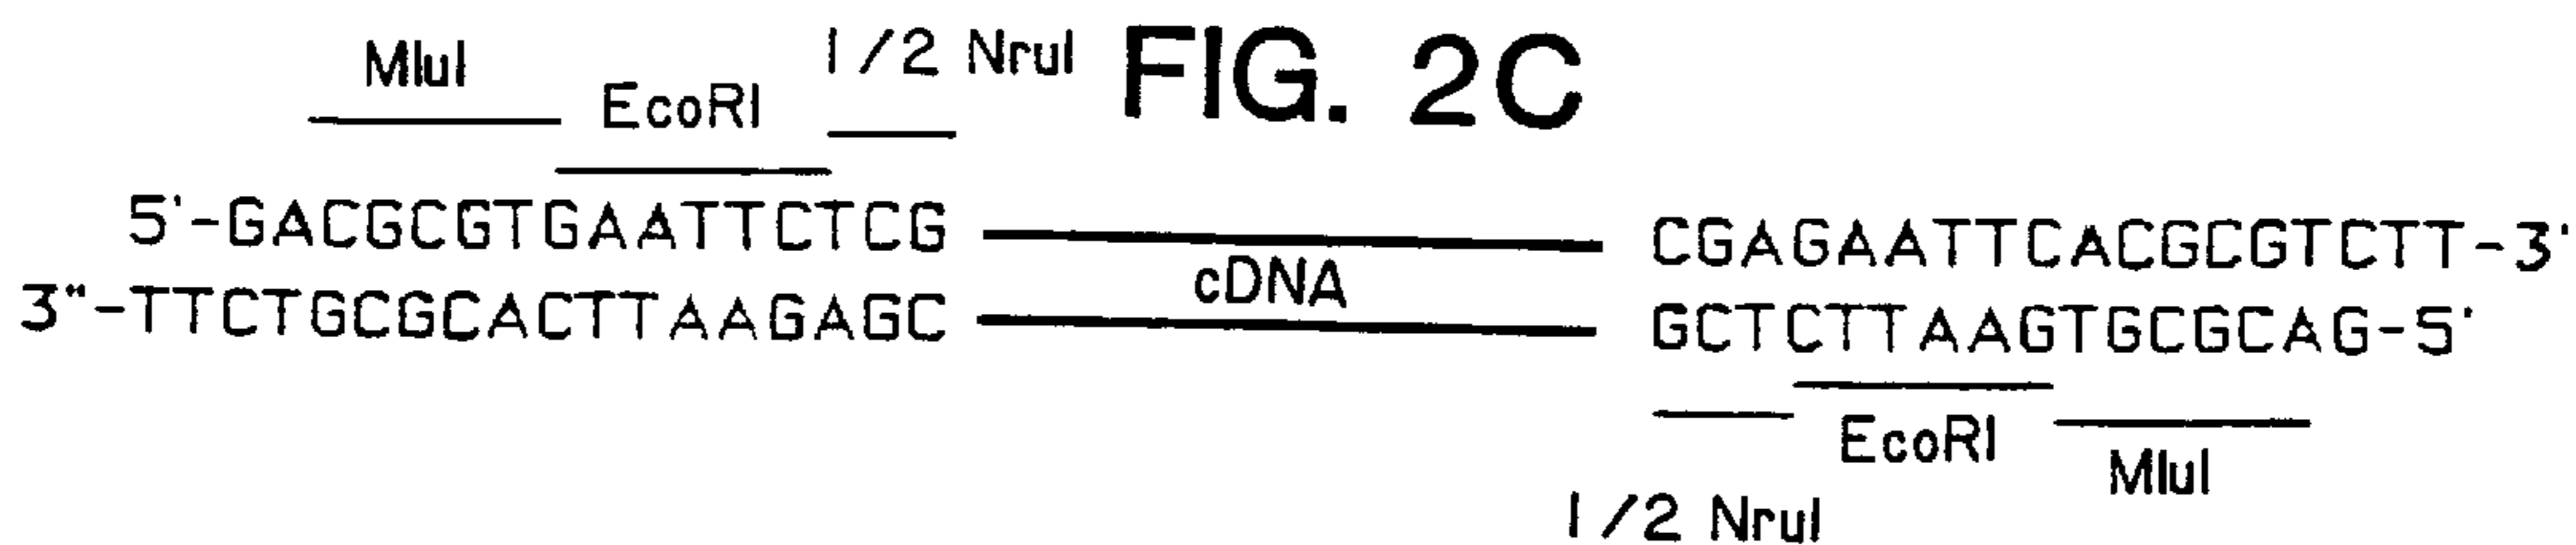 FIG. 2C
MluI EcoRI 1/2 NruI
5'-GACGCGTGAATTCTCG CGAGAATTCACGCGTCTT-3'
cDNA
3"-TTCTGCGCACTTAAGAGC GCTCTTAAGTGCGCAG-5'
1/2 NruI EcoRI MluI